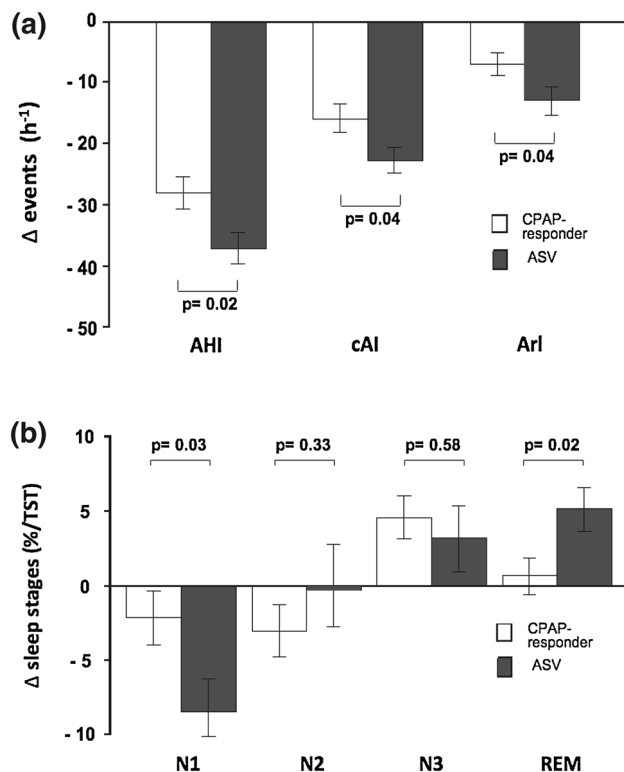 (a)
0
- 10
- 20
- 30
- 40
- 50
Δ events (h⁻¹)
p= 0.02
p= 0.04
p= 0.04
CPAP-
responder
ASV
AHI
cAI
ArI
(b)
10
5
0
- 5
- 10
Δ sleep stages (%/TST)
p= 0.03
p= 0.33
p= 0.58
p= 0.02
CPAP-
responder
ASV
N1
N2
N3
REM